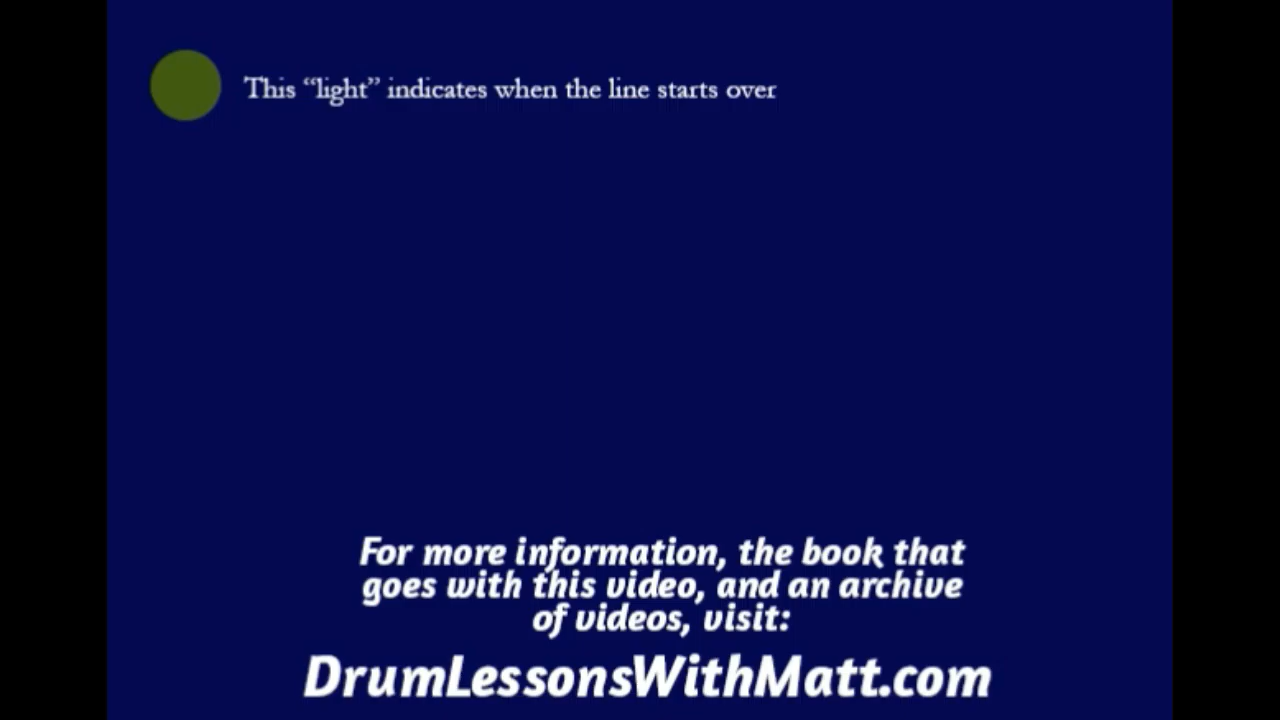 This “light” indicates when the line starts over
For more information, the book that
goes with this video, and an archive
of videos, visit:
DrumLessonsWithMatt.com